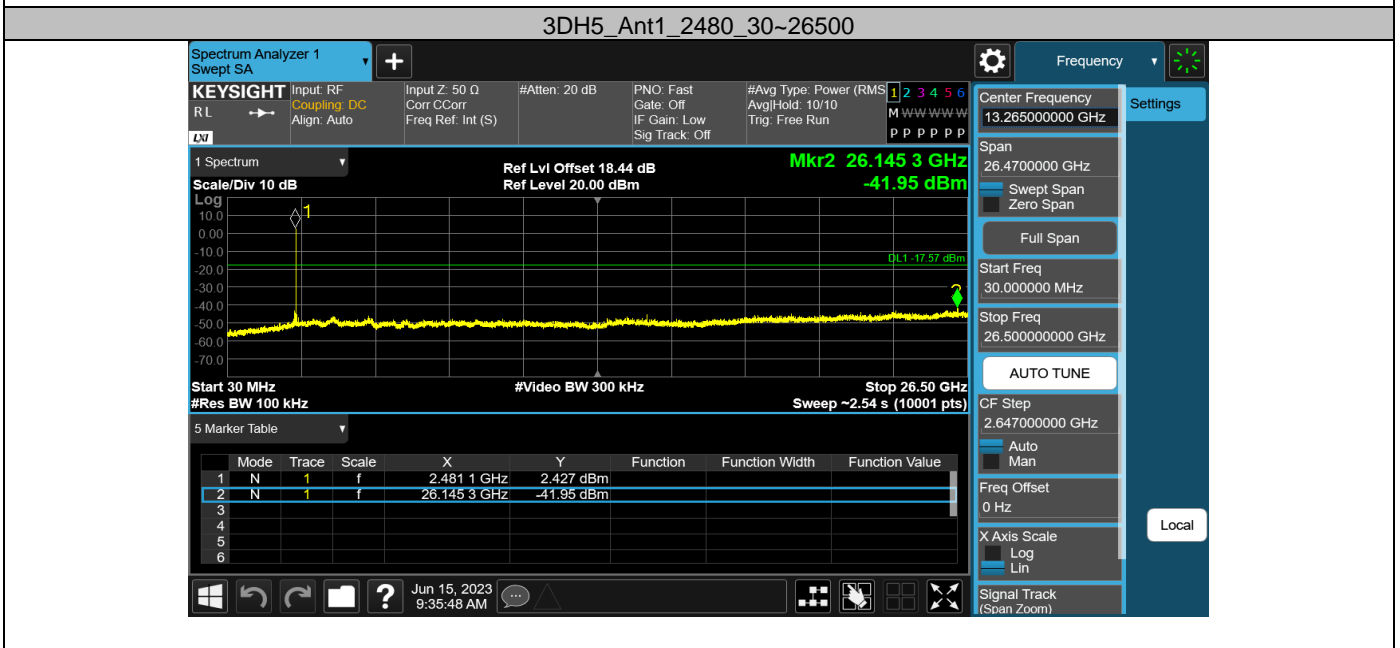 3DH5_Ant1_2480_30~26500
Spectrum Analyzer 1
Swept SA
Frequency
KEYSIGHT
RL
LXI
Input: RF
Coupling: DC
Align: Auto
Input Z: 50 Ω
Corr CCorr
Freq Ref: Int (S)
#Atten: 20 dB
PNO: Fast
Gate: Off
IF Gain: Low
Sig Track: Off
#Avg Type: Power (RMS
Avg|Hold: 10/10
Trig: Free Run
1 2 3 4 5 6
M W W W W W
P P P P P P
1 Spectrum
Scale/Div 10 dB
Ref Lvl Offset 18.44 dB
Ref Level 20.00 dBm
Mkr2 26.145 3 GHz
-41.95 dBm
Log
10.0
0.00
-10.0
-20.0
-30.0
-40.0
-50.0
-60.0
-70.0
1
DL1 -17.57 dBm
2
Start 30 MHz
#Video BW 300 kHz
Stop 26.50 GHz
#Res BW 100 kHz
Sweep ~2.54 s (10001 pts)
5 Marker Table
Mode Trace Scale X Y Function Function Width Function Value
1 N 1 f 2.481 1 GHz 2.427 dBm
2 N 1 f 26.145 3 GHz -41.95 dBm
3
4
5
6
Jun 15, 2023
9:35:48 AM
Center Frequency
13.265000000 GHz
Settings
Span
26.4700000 GHz
Swept Span
Zero Span
Full Span
Start Freq
30.000000 MHz
Stop Freq
26.500000000 GHz
AUTO TUNE
CF Step
2.647000000 GHz
Auto
Man
Freq Offset
0 Hz
Local
X Axis Scale
Log
Lin
Signal Track
(Span Zoom)